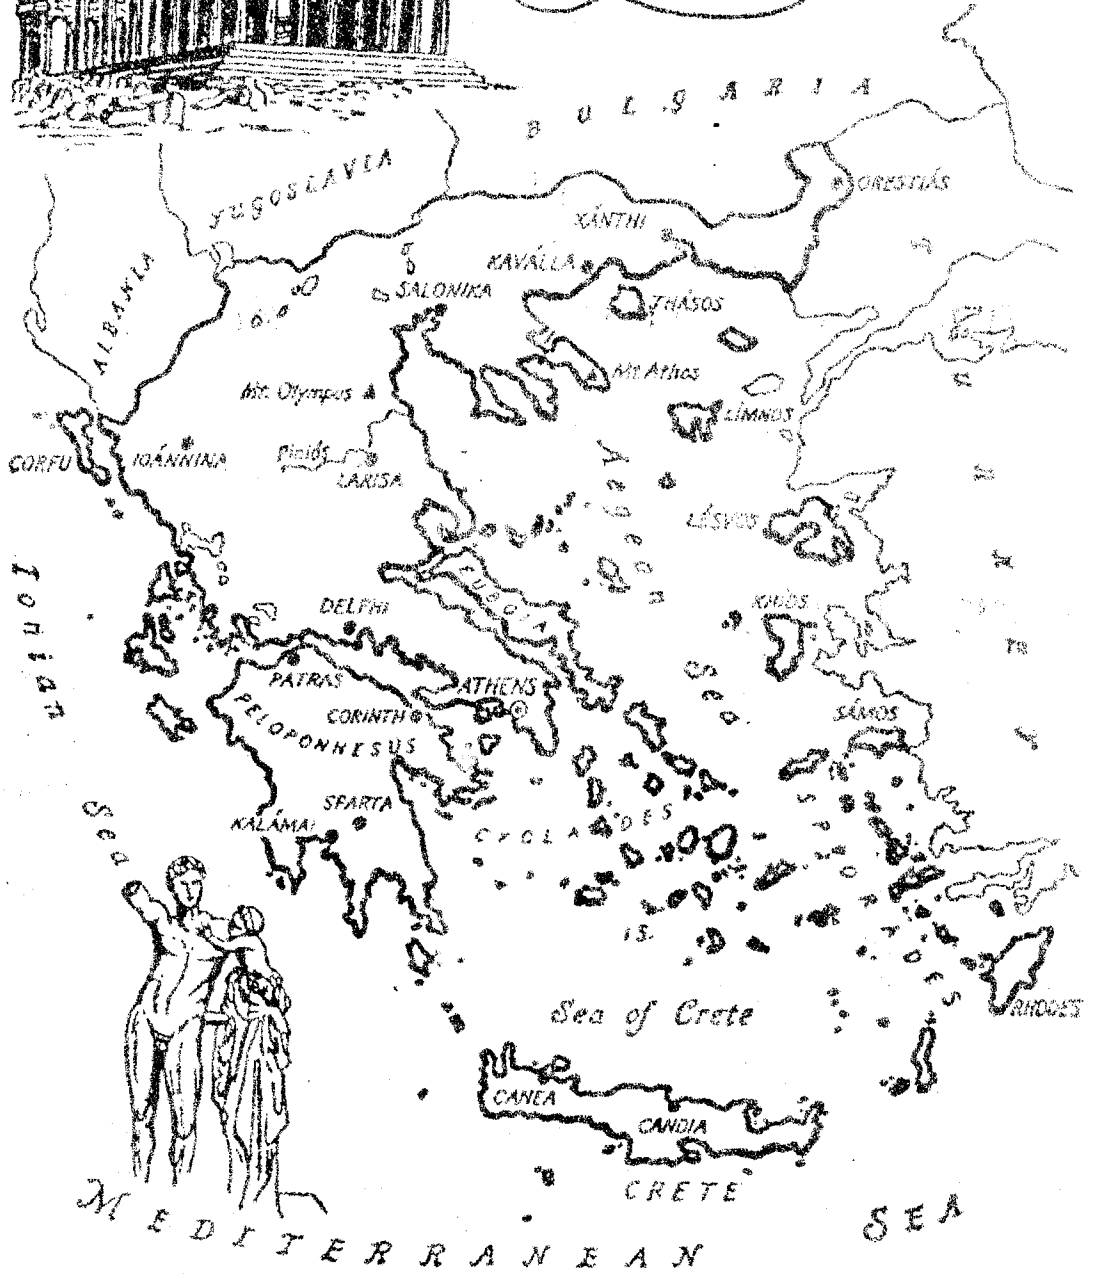 BULGARIA
YUGOSLAVIA
ORESTIÁS
XÁNTHI
KAVÁLLA
ALBANIA
SALONIKA
THÁSOS
Mt. Athos
Mt. Olympus
LÍMNOS
CORFU
IOÁNNINA
Piniós
LARISA
Aegean
Sea
LÉSVOS
EUBOEA
KHÍOS
DELPHI
Ionian
Sea
PATRAS
ATHENS
CORINTH
PELOPONNESUS
SÁMOS
SPARTA
KALÁMAI
CYCLADES
IS.
Sea of Crete
RHODES
CANEA
CANDIA
CRETE
MEDITERRANEAN SEA